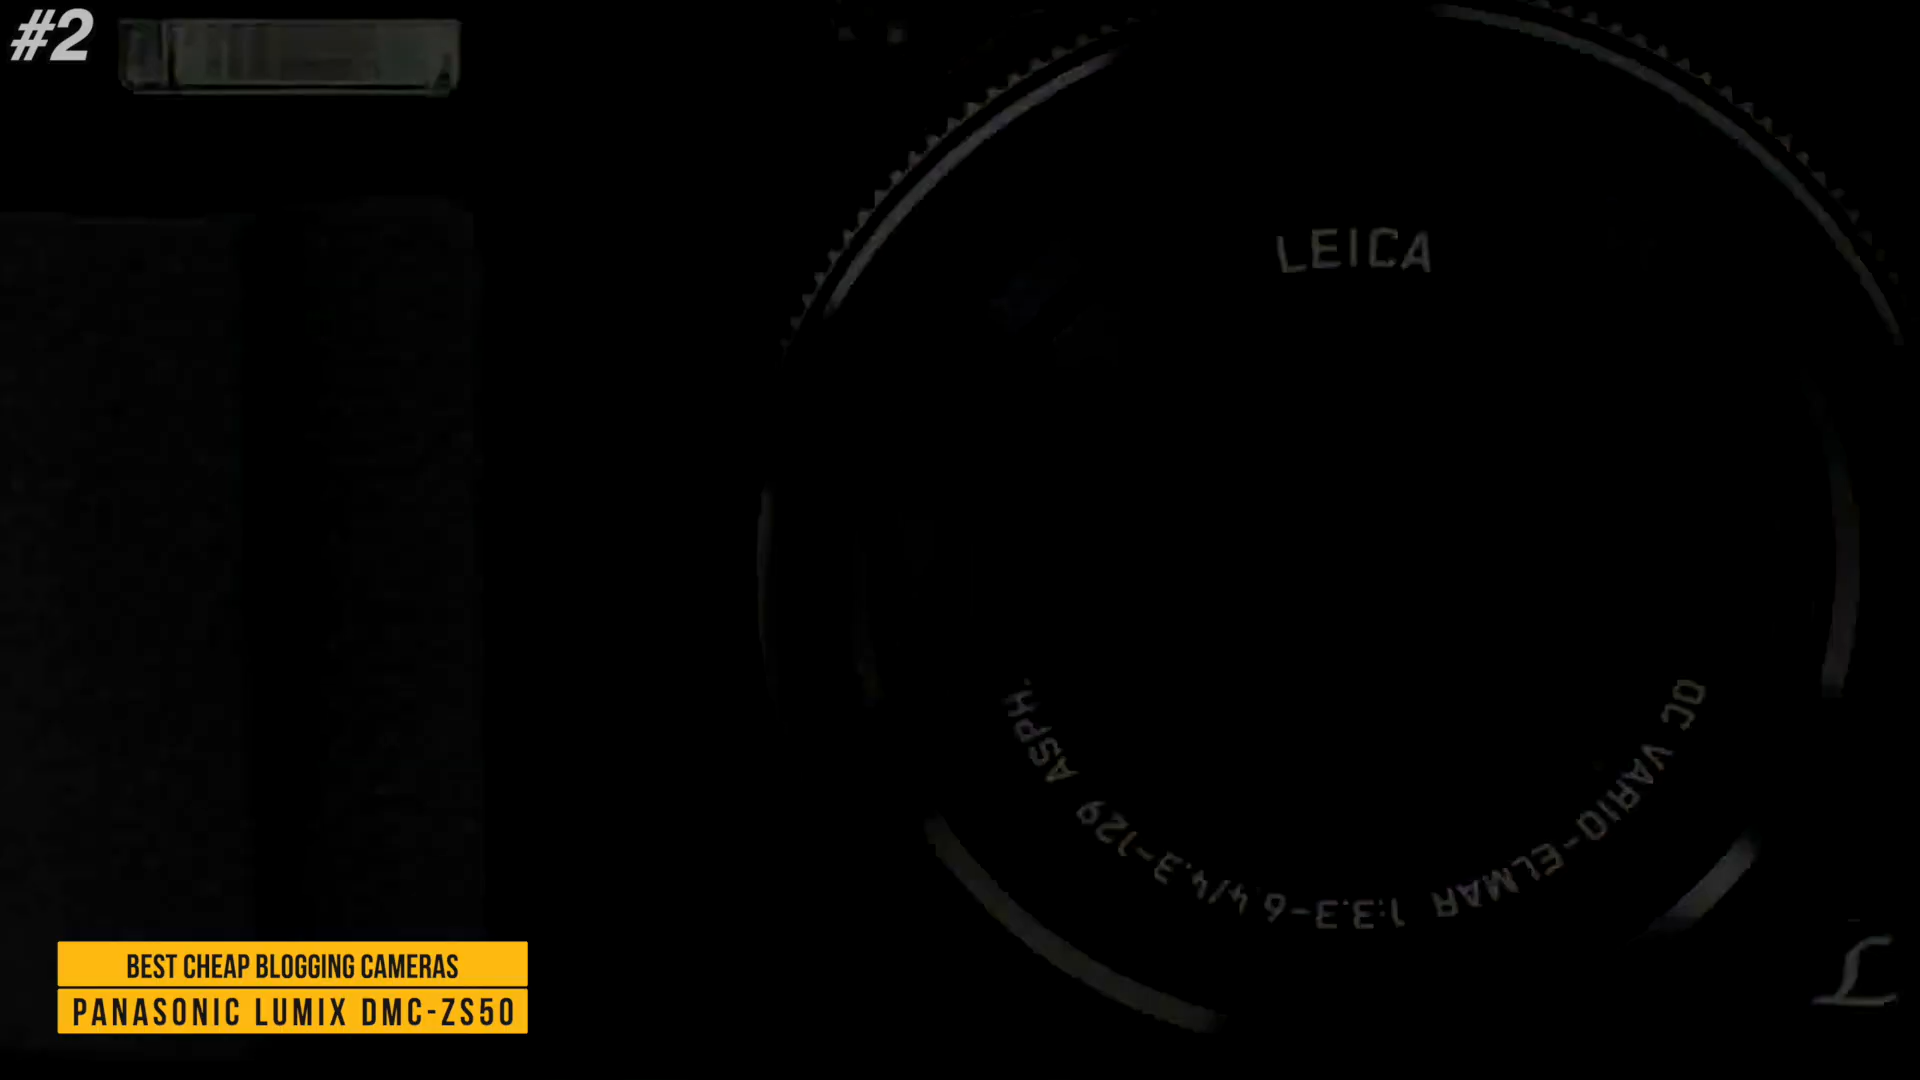 #2
LEICA
DC VARIO-ELMAR 1:3.3-6.4/4.3-129 ASPH.
L
BEST CHEAP BLOGGING CAMERAS
PANASONIC LUMIX DMC-ZS50